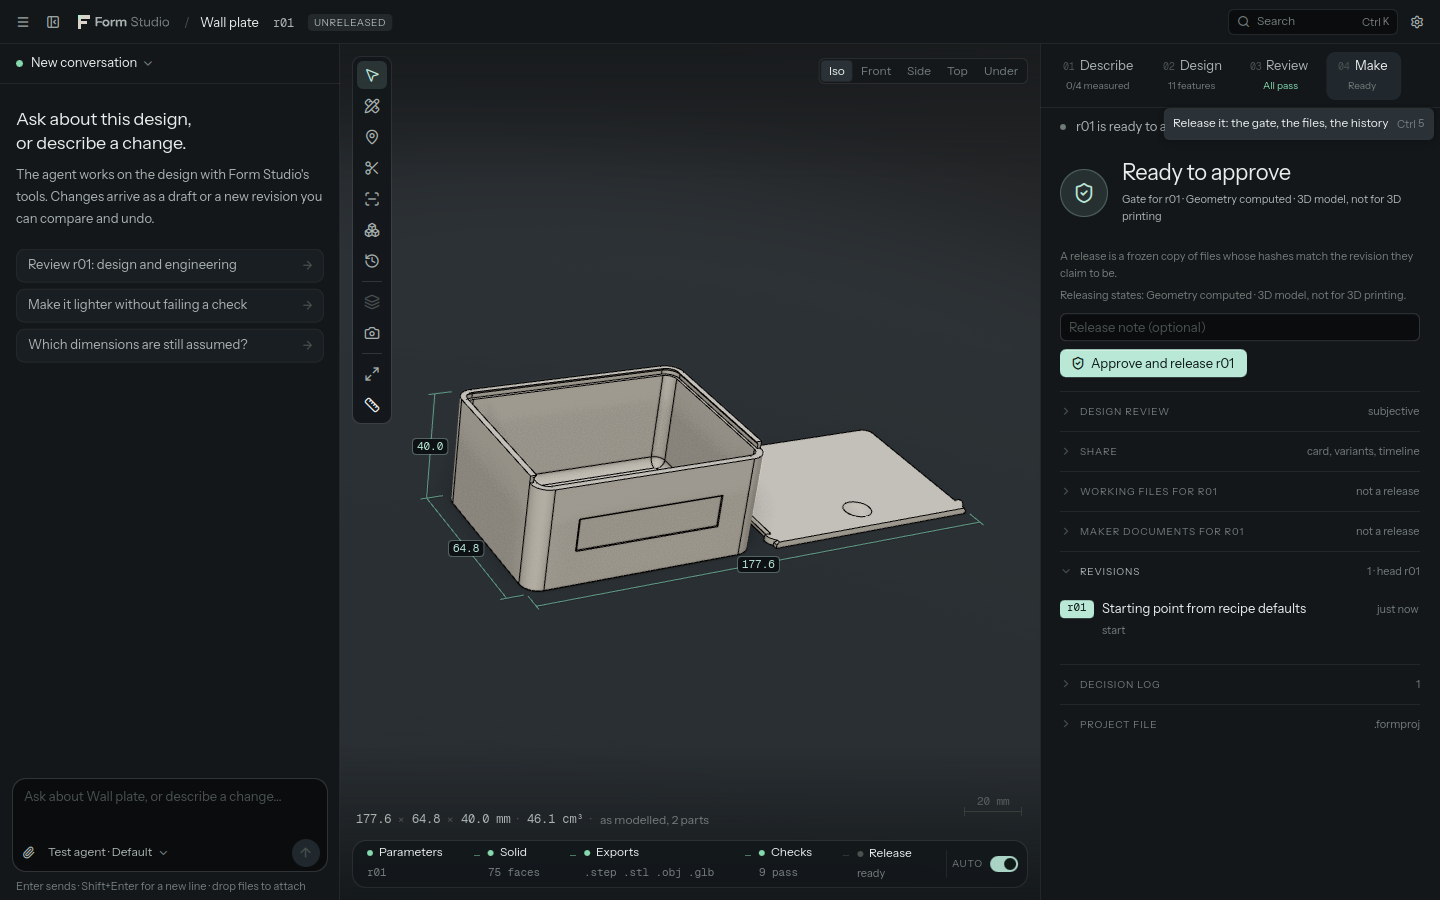 Form Studio / Wall plate r01 UNRELEASED
Search Ctrl K
New conversation
Ask about this design,
or describe a change.
The agent works on the design with Form Studio's
tools. Changes arrive as a draft or a new revision you
can compare and undo.
Review r01: design and engineering
Make it lighter without failing a check
Which dimensions are still assumed?
Ask about Wall plate, or describe a change...
Test agent · Default
Enter sends · Shift+Enter for a new line · drop files to attach
Iso Front Side Top Under
40.0
64.8
177.6
20 mm
177.6 × 64.8 × 40.0 mm · 46.1 cm³ · as modelled, 2 parts
Parameters
r01
Solid
75 faces
Exports
.step .stl .obj .glb
Checks
9 pass
Release
ready
AUTO
01 Describe
0/4 measured
02 Design
11 features
03 Review
All pass
04 Make
Ready
r01 is ready to a
Release it: the gate, the files, the history Ctrl 5
Ready to approve
Gate for r01 · Geometry computed · 3D model, not for 3D
printing
A release is a frozen copy of files whose hashes match the revision they
claim to be.
Releasing states: Geometry computed · 3D model, not for 3D printing.
Release note (optional)
Approve and release r01
DESIGN REVIEW subjective
SHARE card, variants, timeline
WORKING FILES FOR R01 not a release
MAKER DOCUMENTS FOR R01 not a release
REVISIONS 1 · head r01
r01 Starting point from recipe defaults just now
start
DECISION LOG 1
PROJECT FILE .formproj